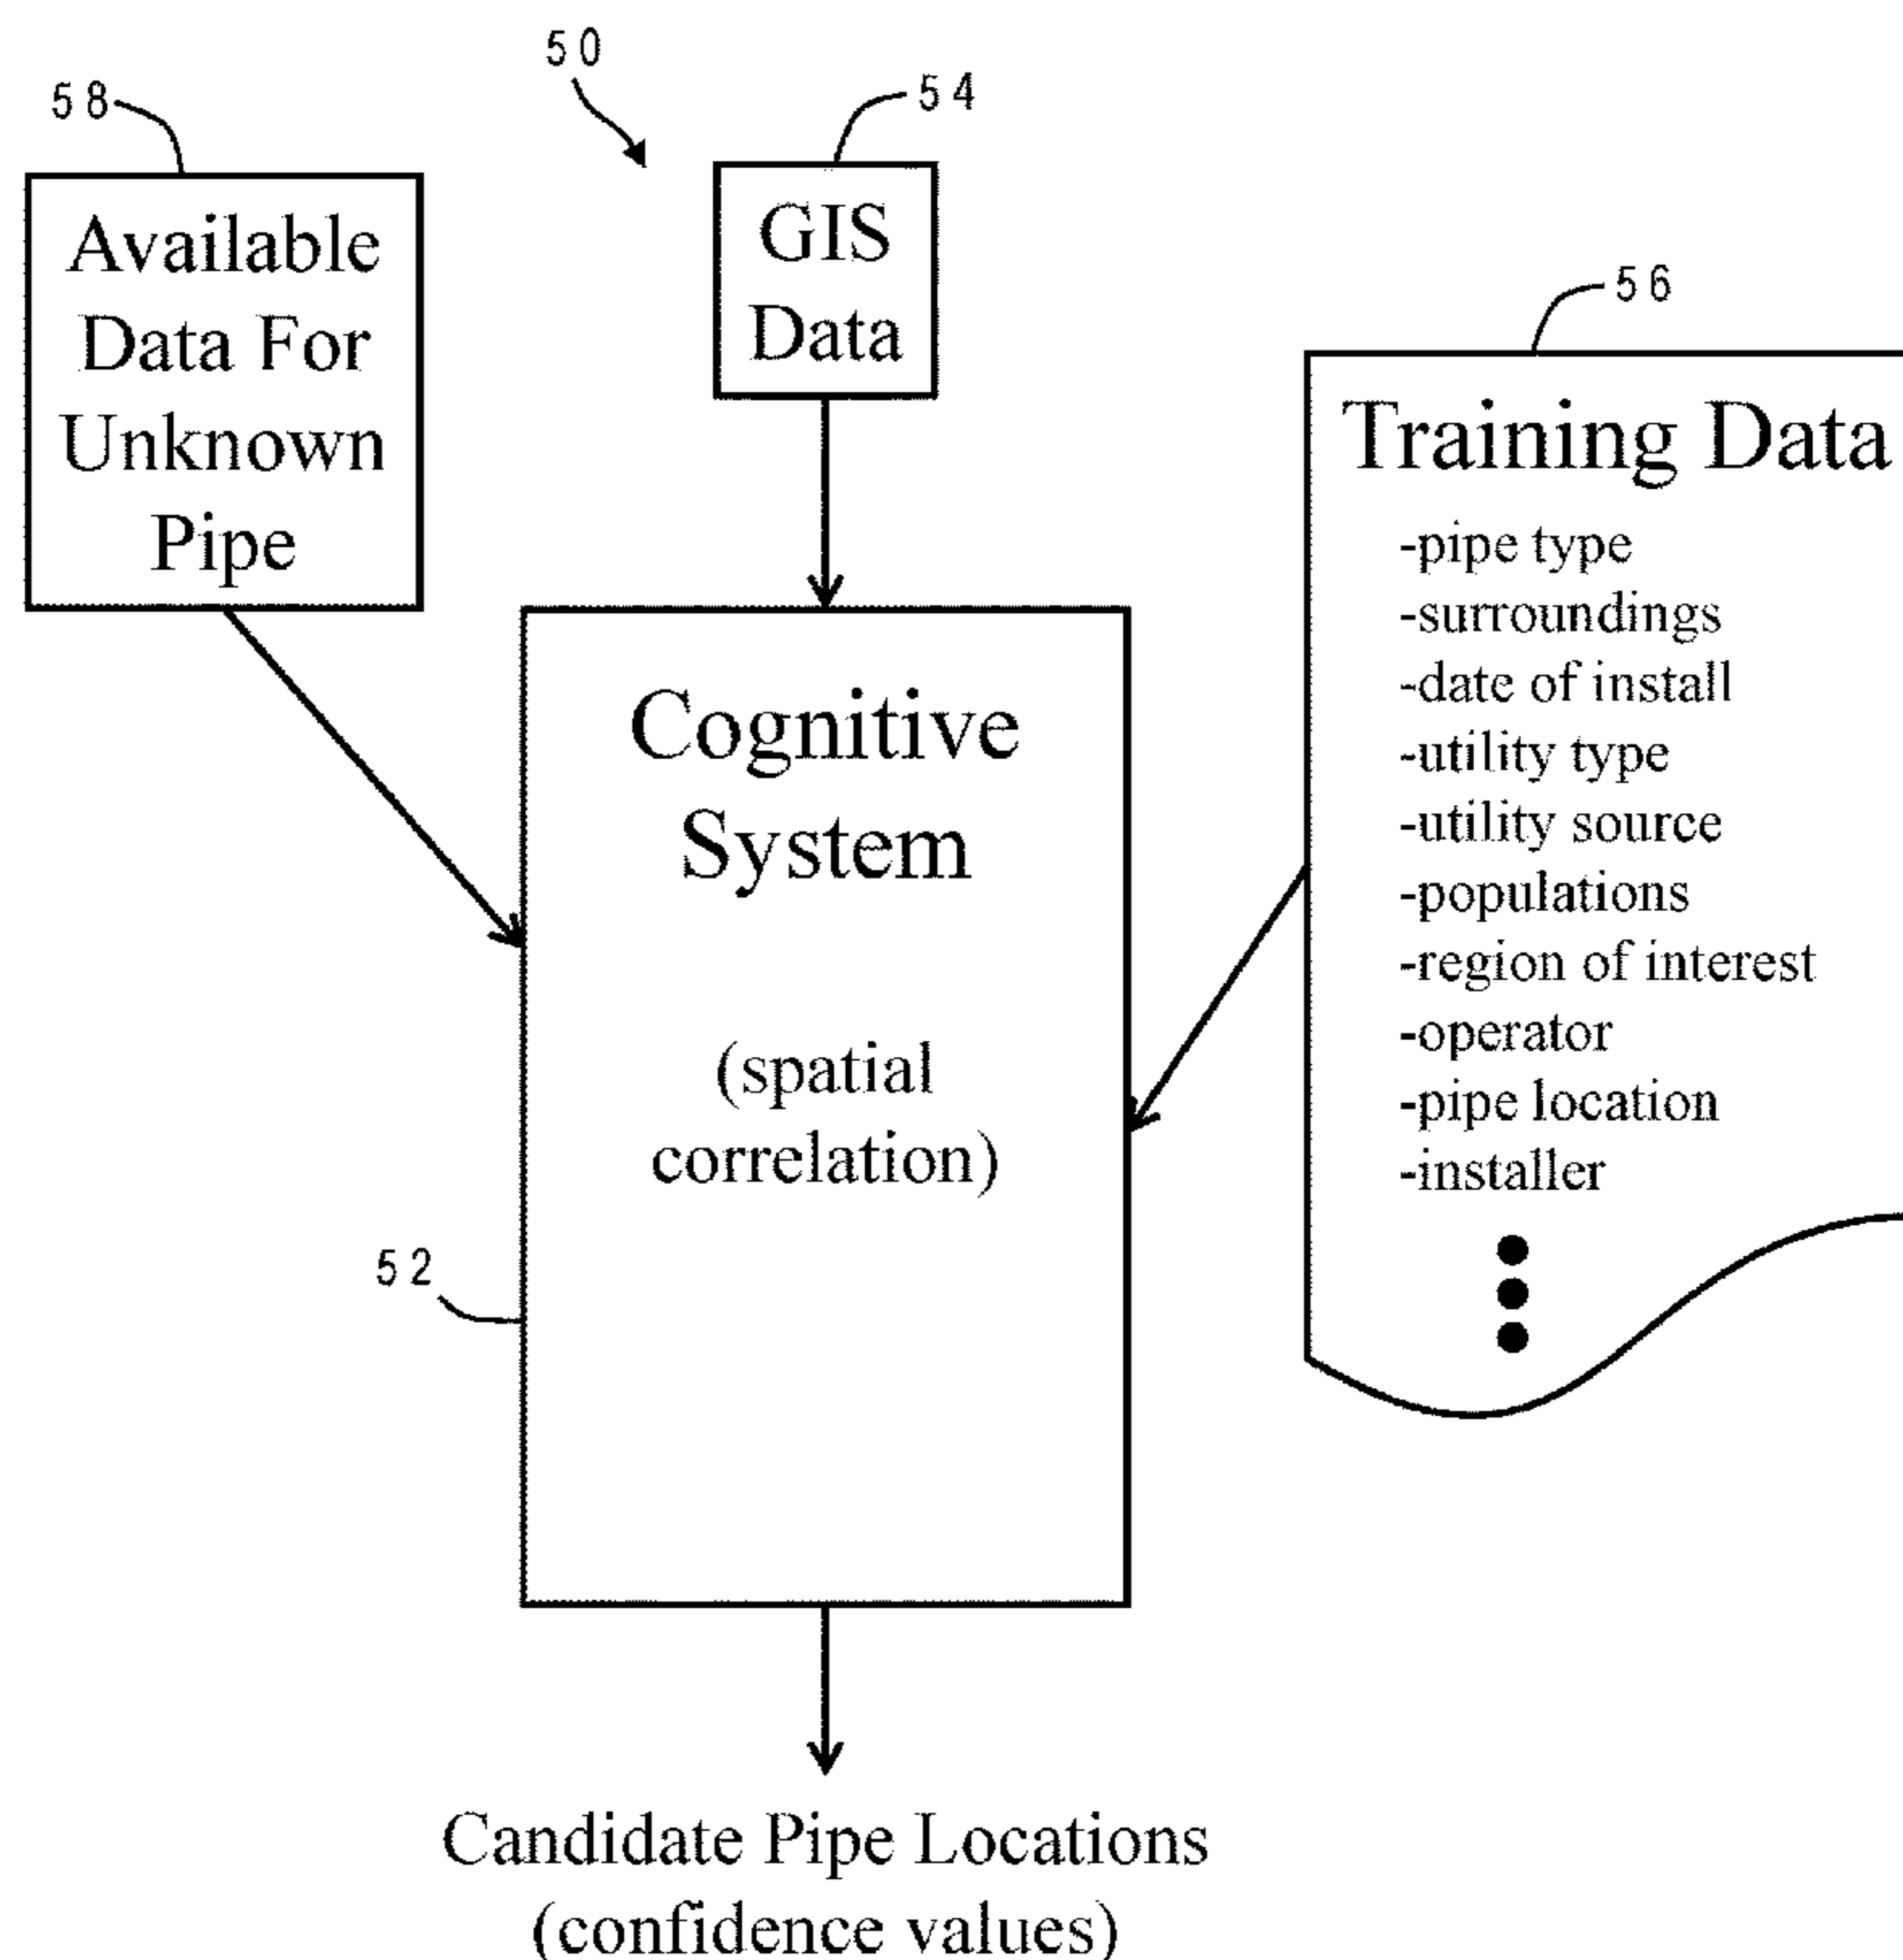 50
58
54
Available
Data For
Unknown
Pipe
GIS
Data
56
Training Data
-pipe type
-surroundings
-date of install
-utility type
-utility source
-populations
-region of interest
-operator
-pipe location
-installer
Cognitive
System
(spatial
correlation)
52
Candidate Pipe Locations
(confidence values)